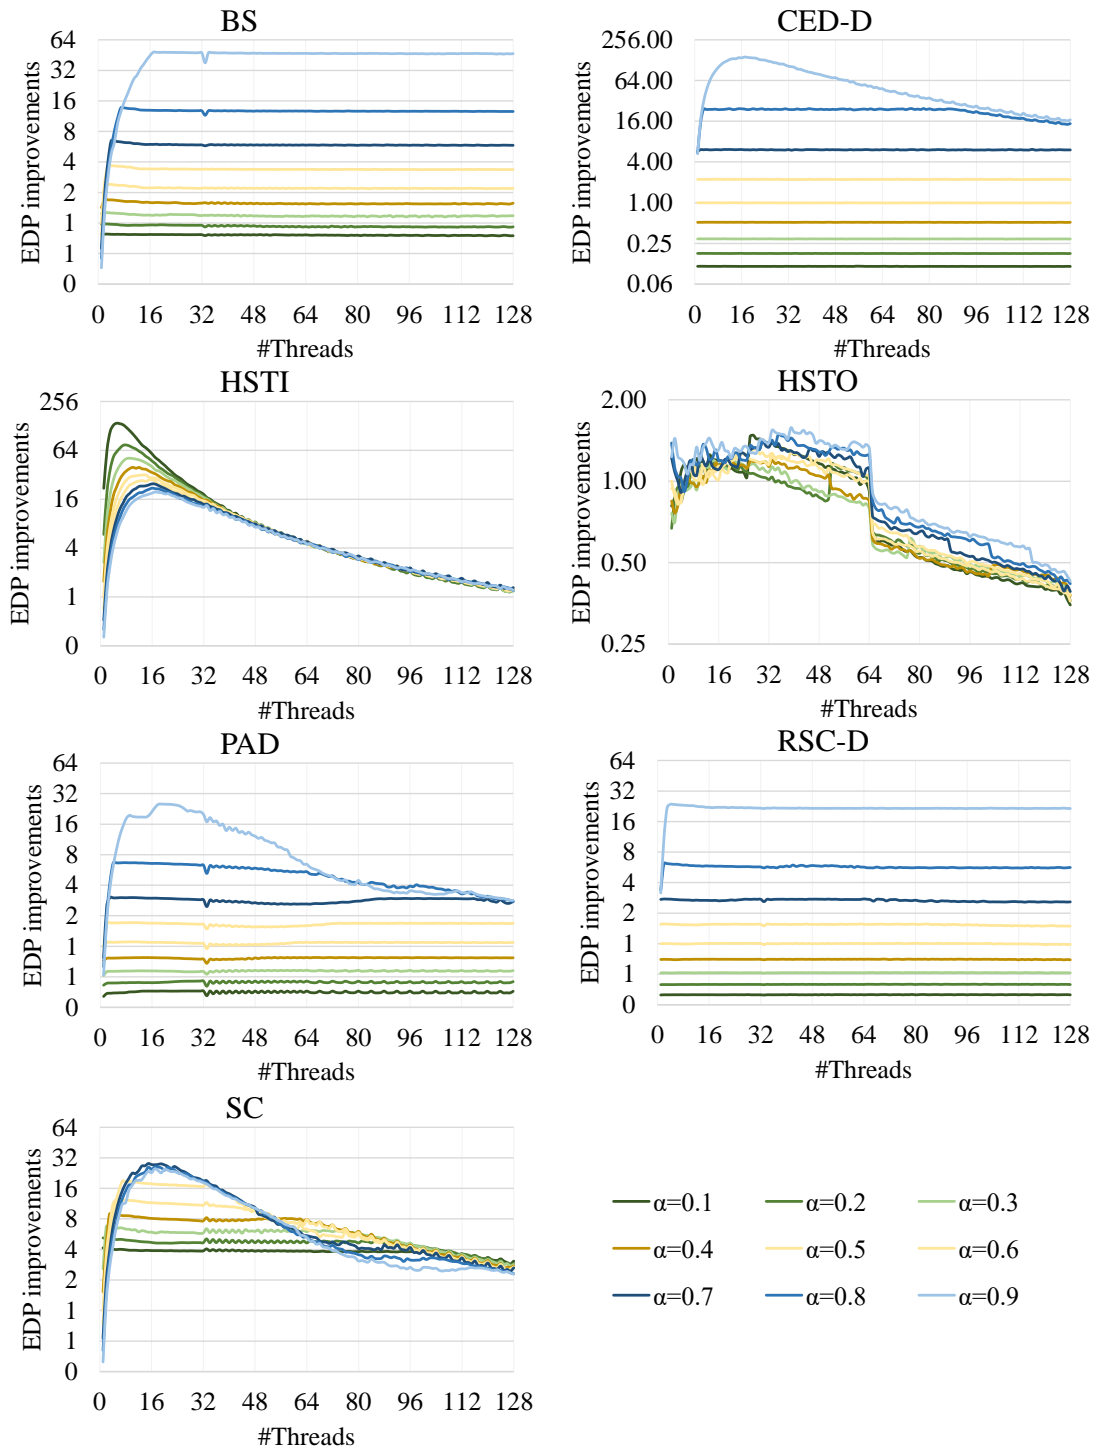 BS
EDP improvements
64
32
16
8
4
2
1
1
0
0 16 32 48 64 80 96 112 128
#Threads
CED-D
EDP improvements
256.00
64.00
16.00
4.00
1.00
0.25
0.06
0 16 32 48 64 80 96 112 128
#Threads
HSTI
EDP improvements
256
64
16
4
1
0
0 16 32 48 64 80 96 112 128
#Threads
HSTO
EDP improvements
2.00
1.00
0.50
0.25
0 16 32 48 64 80 96 112 128
#Threads
PAD
EDP improvements
64
32
16
8
4
2
1
1
0
0 16 32 48 64 80 96 112 128
#Threads
RSC-D
EDP improvements
64
32
16
8
4
2
1
1
0
0 16 32 48 64 80 96 112 128
#Threads
SC
EDP improvements
64
32
16
8
4
2
1
1
0
0 16 32 48 64 80 96 112 128
#Threads
α=0.1 α=0.2 α=0.3
α=0.4 α=0.5 α=0.6
α=0.7 α=0.8 α=0.9